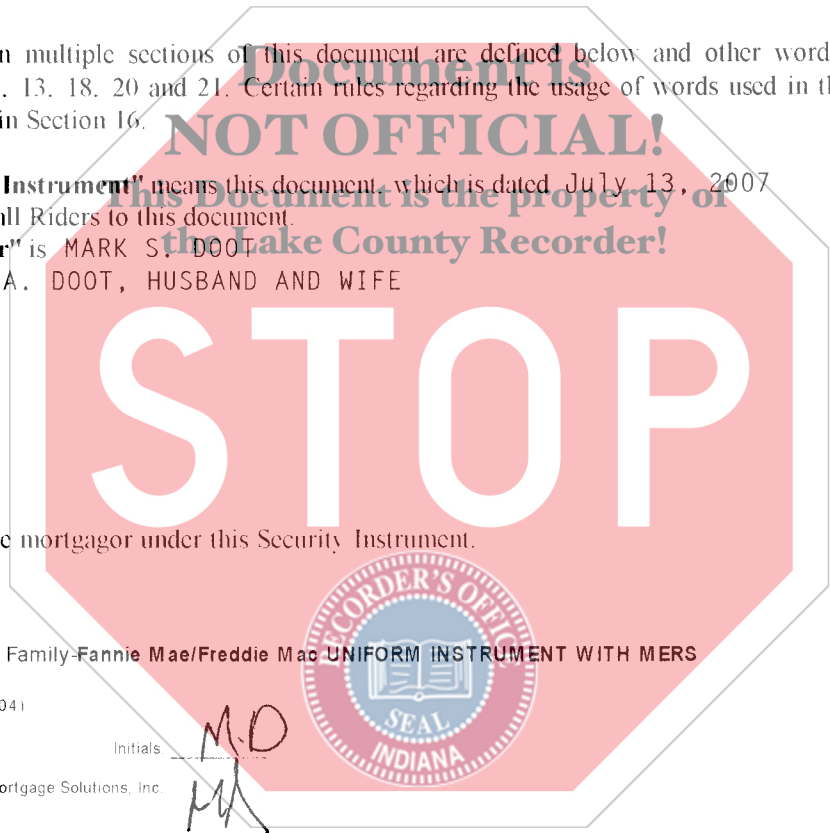 n multiple sections of this document are defined below and other word
. 13. 18. 20 and 21. Certain rules regarding the usage of words used in th
in Section 16.
Document is
NOT OFFICIAL!
This Document is the property of
the Lake County Recorder!
Instrument" means this document, which is dated July 13, 2007
all Riders to this document.
r" is MARK S. DOOT
A. DOOT, HUSBAND AND WIFE
STOP
e mortgagor under this Security Instrument.
RECORDER'S OFFICE
SEAL
INDIANA
Family-Fannie Mae/Freddie Mac UNIFORM INSTRUMENT WITH MERS
04)
Initials. M.D
ortgage Solutions, Inc.